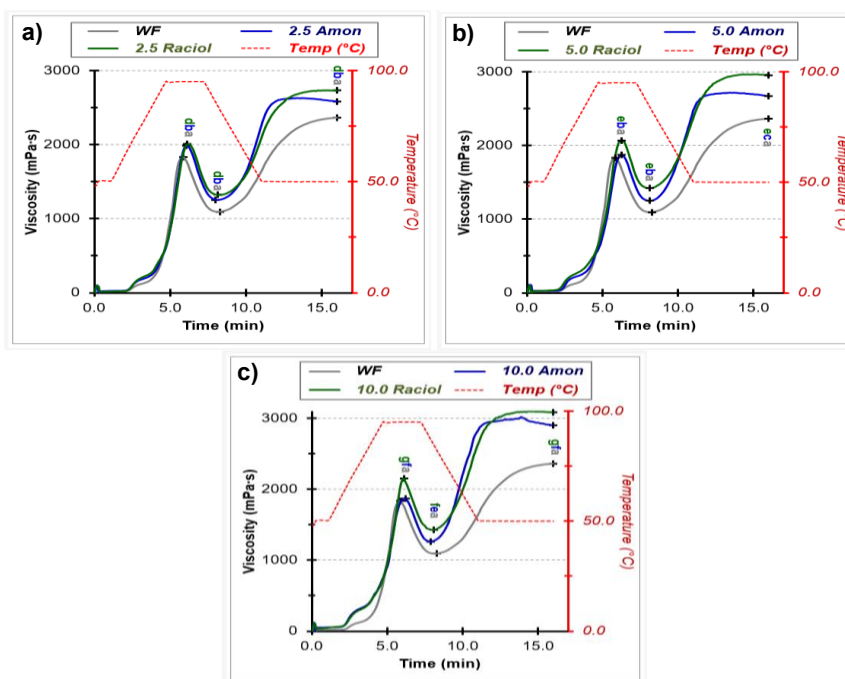 a)
WF 2.5 Amon
2.5 Raciol Temp (°C)
3000 100.0
2000
1000
0 0.0
50.0
Viscosity (mPa·s)
Temperature (°C)
dba
dba
dba
0.0 5.0 10.0 15.0
Time (min)
b)
WF 5.0 Amon
5.0 Raciol Temp (°C)
3000 100.0
2000
1000
0 0.0
50.0
Viscosity (mPa·s)
Temperature (°C)
eba
eba
eca
0.0 5.0 10.0 15.0
Time (min)
c)
WF 10.0 Amon
10.0 Raciol Temp (°C)
3000 100.0
2000
1000
0 0.0
50.0
Viscosity (mPa·s)
Temperature (°C)
gfa
fea
gfa
0.0 5.0 10.0 15.0
Time (min)